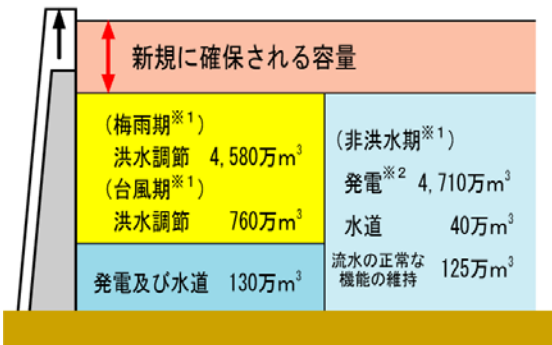 新規に確保される容量
（梅雨期※1）
洪水調節 4,580万m³
（台風期※1）
洪水調節 760万m³
発電及び水道 130万m³
（非洪水期※1）
発電※2 4,710万m³
水道 40万m³
流水の正常な
機能の維持 125万m³